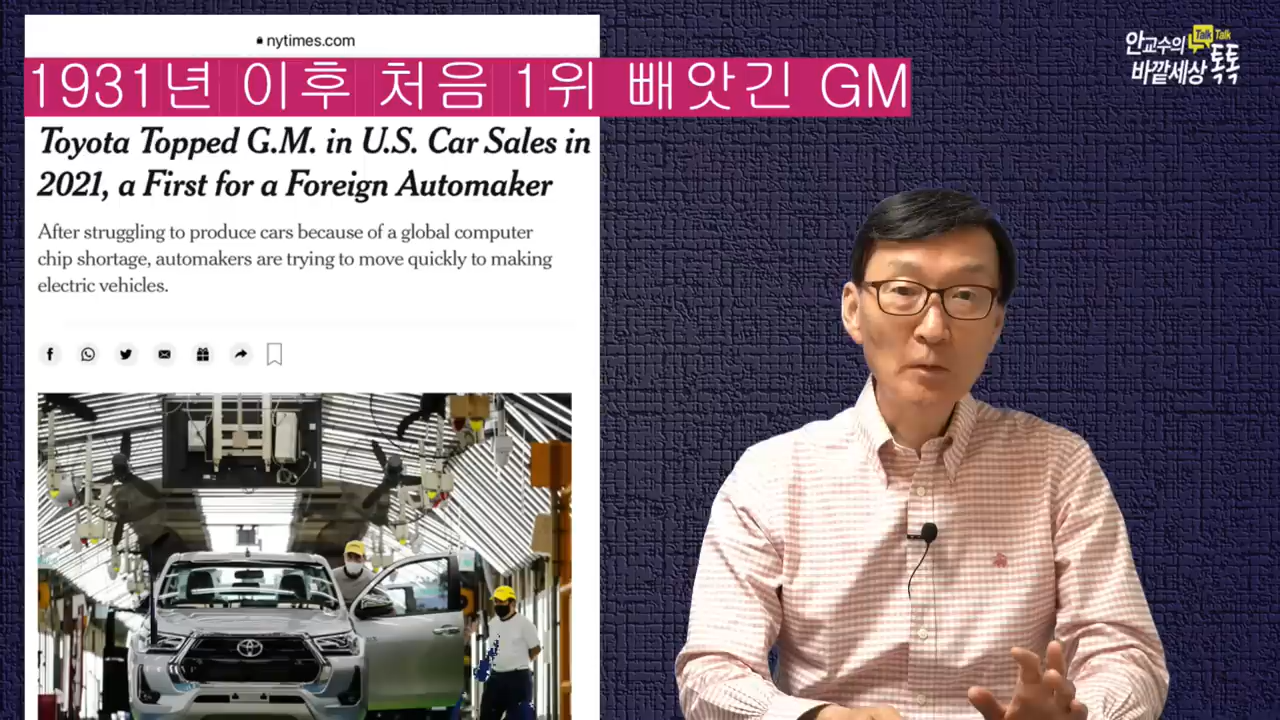 nytimes.com
1931년 이후 처음 1위 빼앗긴 GM
Toyota Topped G.M. in U.S. Car Sales in
2021, a First for a Foreign Automaker
After struggling to produce cars because of a global computer
chip shortage, automakers are trying to move quickly to making
electric vehicles.
안교수의 Talk Talk
바깥세상 톡톡